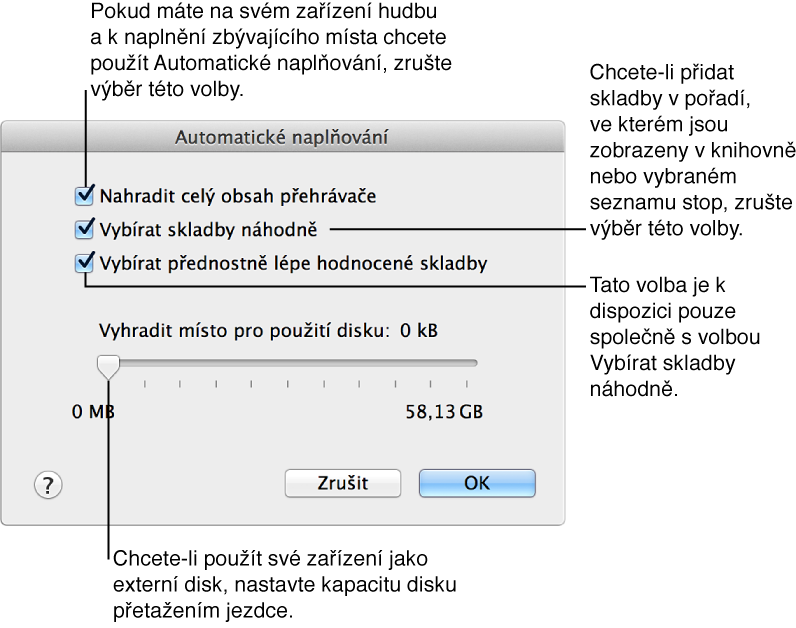 Pokud máte na svém zařízení hudbu
a k naplnění zbývajícího místa chcete
použít Automatické naplňování, zrušte
výběr této volby.
Chcete-li přidat
skladby v pořadí,
ve kterém jsou
zobrazeny v knihovně
nebo vybraném
seznamu stop, zrušte
výběr této volby.
Automatické naplňování
Nahradit celý obsah přehrávače
Vybírat skladby náhodně
Vybírat přednostně lépe hodnocené skladby
Tato volba je k
dispozici pouze
společně s volbou
Vybírat skladby
náhodně.
Vyhradit místo pro použití disku: 0 kB
0 MB 58,13 GB
? Zrušit OK
Chcete-li použít své zařízení jako
externí disk, nastavte kapacitu disku
přetažením jezdce.